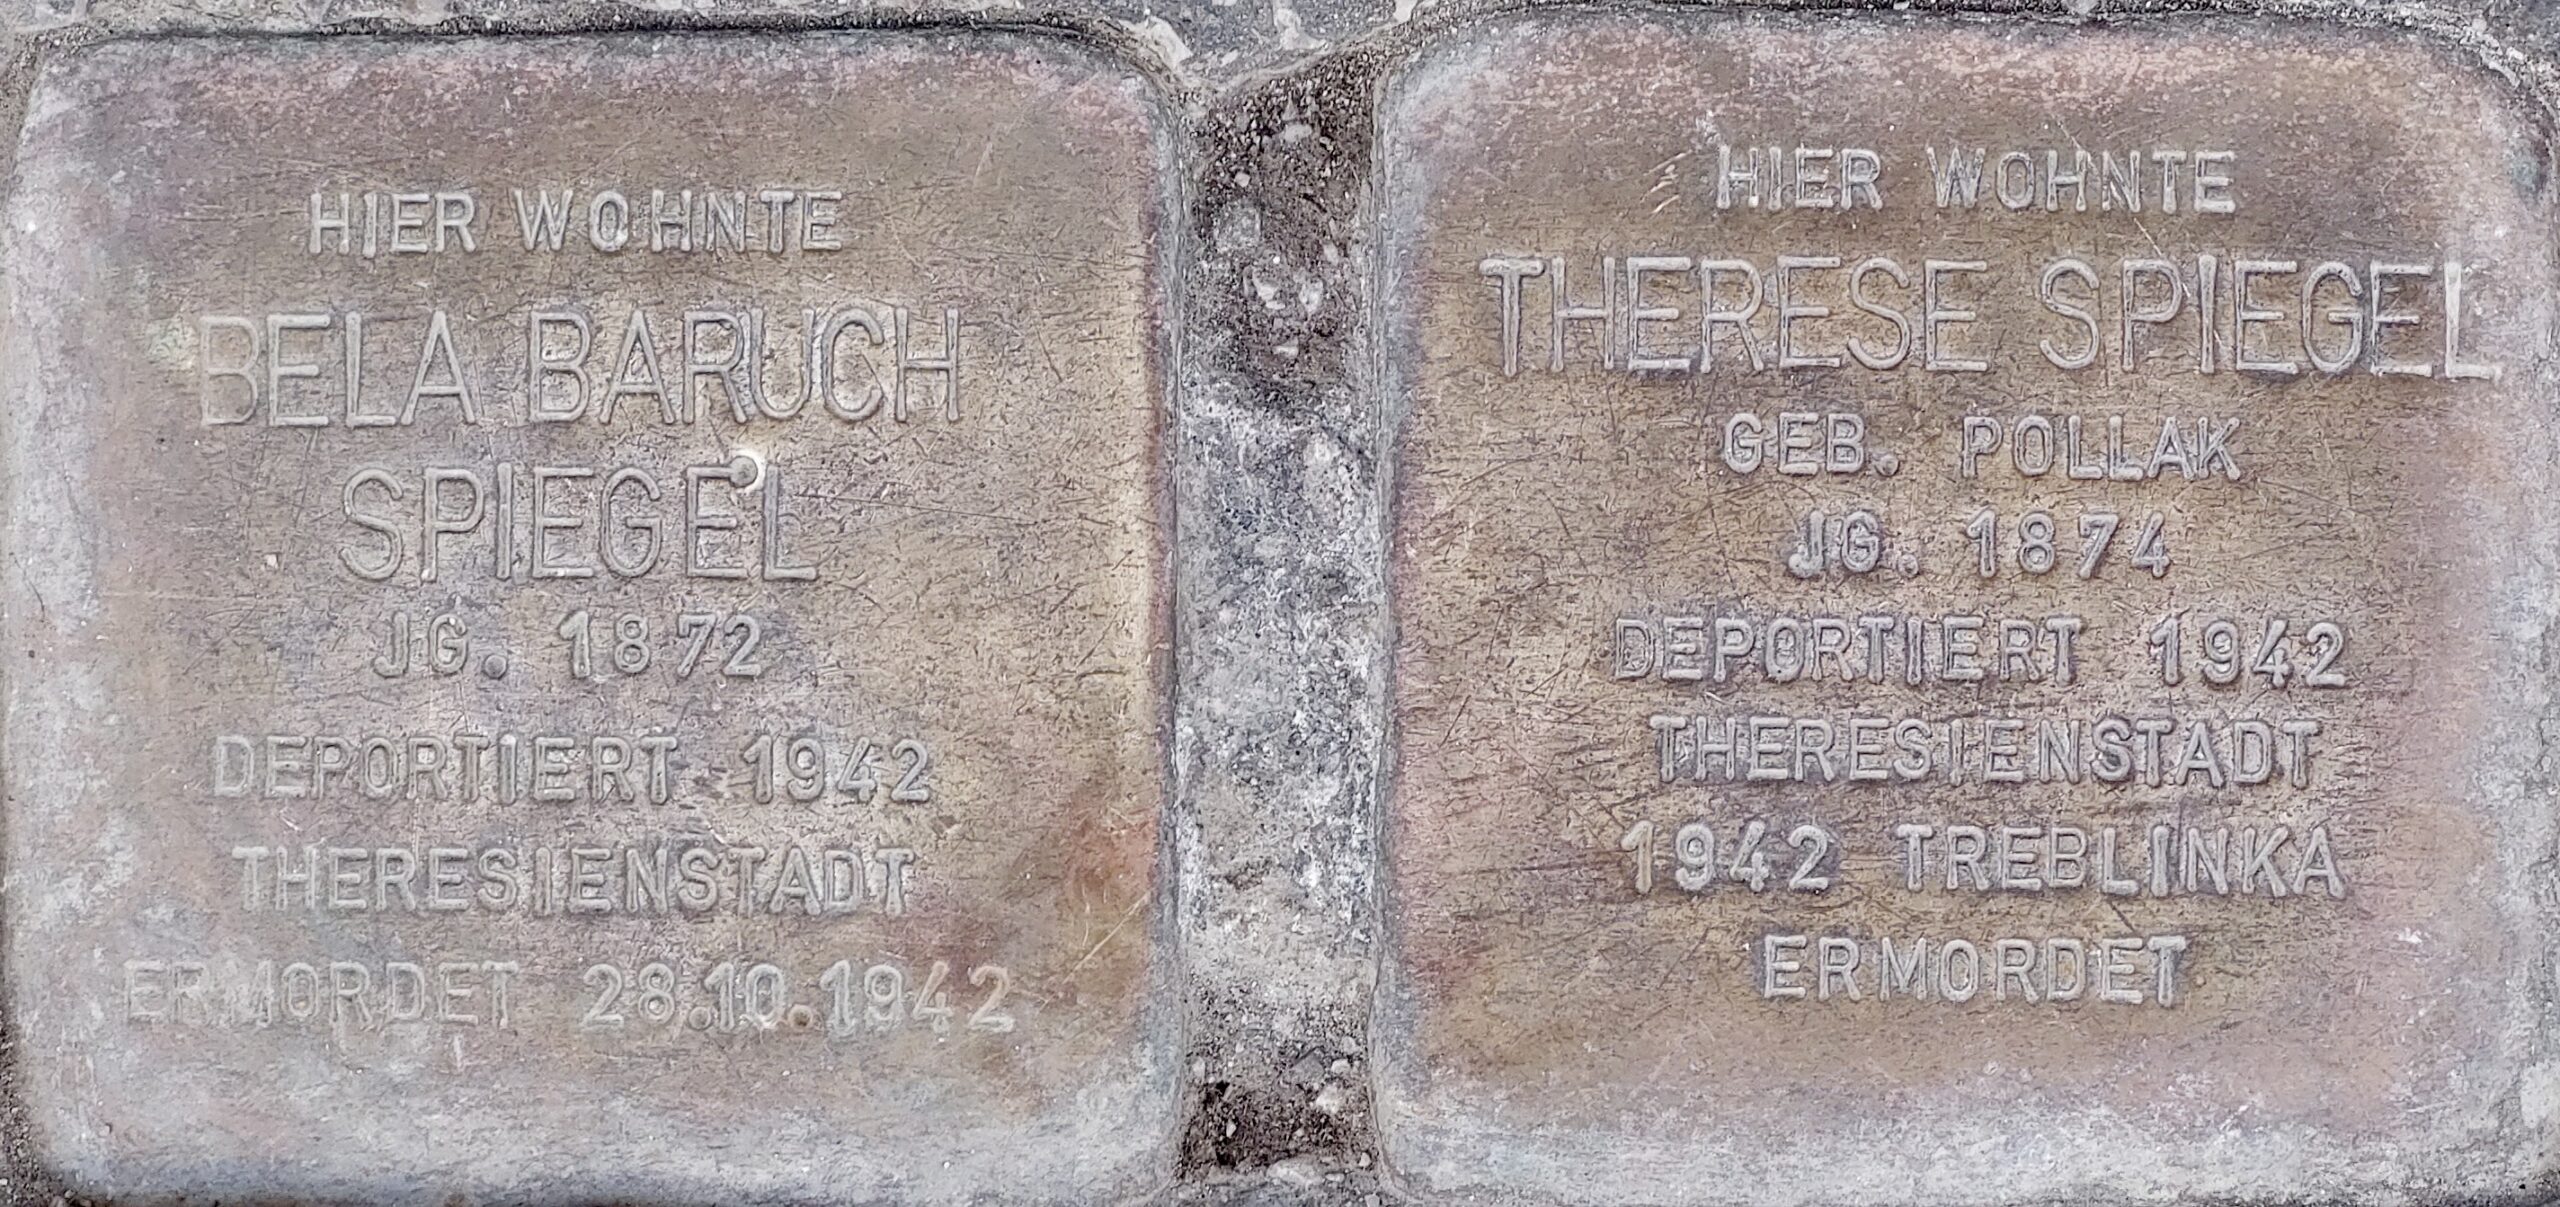 HIER WOHNTE
BELA BARUCH
SPIEGEL
JG. 1872
DEPORTIERT 1942
THERESIENSTADT
ERMORDET 28.10.1942
HIER WOHNTE
THERESE SPIEGEL
GEB. POLLAK
JG. 1874
DEPORTIERT 1942
THERESIENSTADT
1942 TREBLINKA
ERMORDET